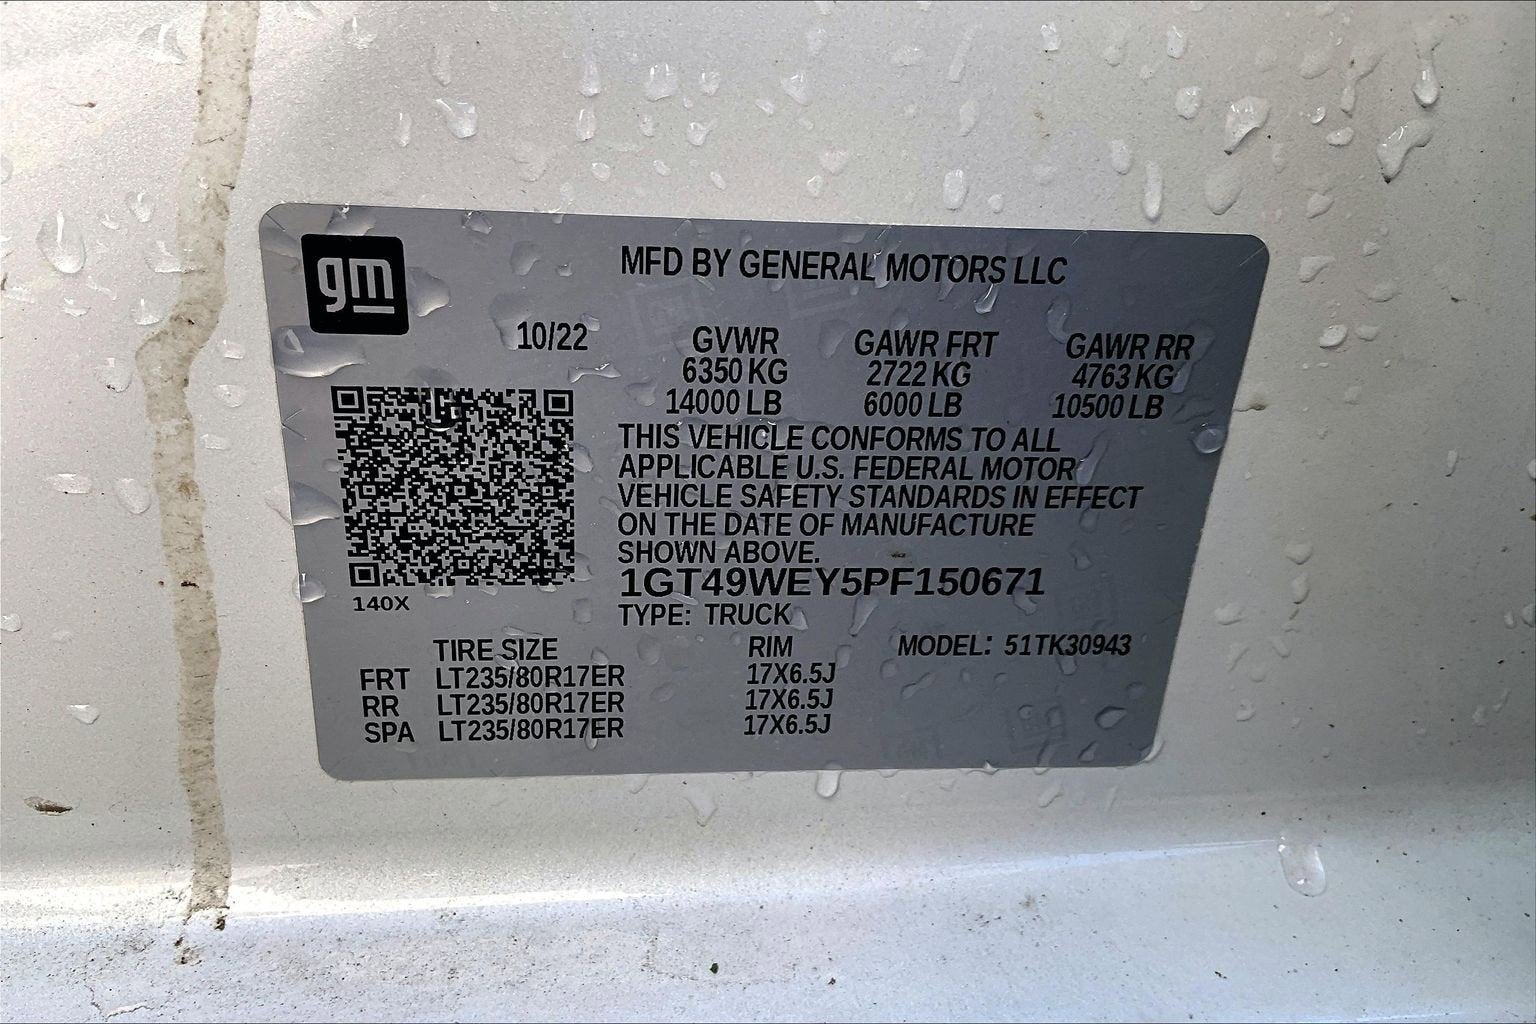 gm
MFD BY GENERAL MOTORS LLC
10/22 GVWR GAWR FRT GAWR RR
6350 KG 2722 KG 4763 KG
14000 LB 6000 LB 10500 LB
THIS VEHICLE CONFORMS TO ALL
APPLICABLE U.S. FEDERAL MOTOR
VEHICLE SAFETY STANDARDS IN EFFECT
ON THE DATE OF MANUFACTURE
SHOWN ABOVE.
1GT49WEY5PF150671
140X
TYPE: TRUCK
TIRE SIZE RIM MODEL: 51TK30943
FRT LT235/80R17ER 17X6.5J
RR LT235/80R17ER 17X6.5J
SPA LT235/80R17ER 17X6.5J